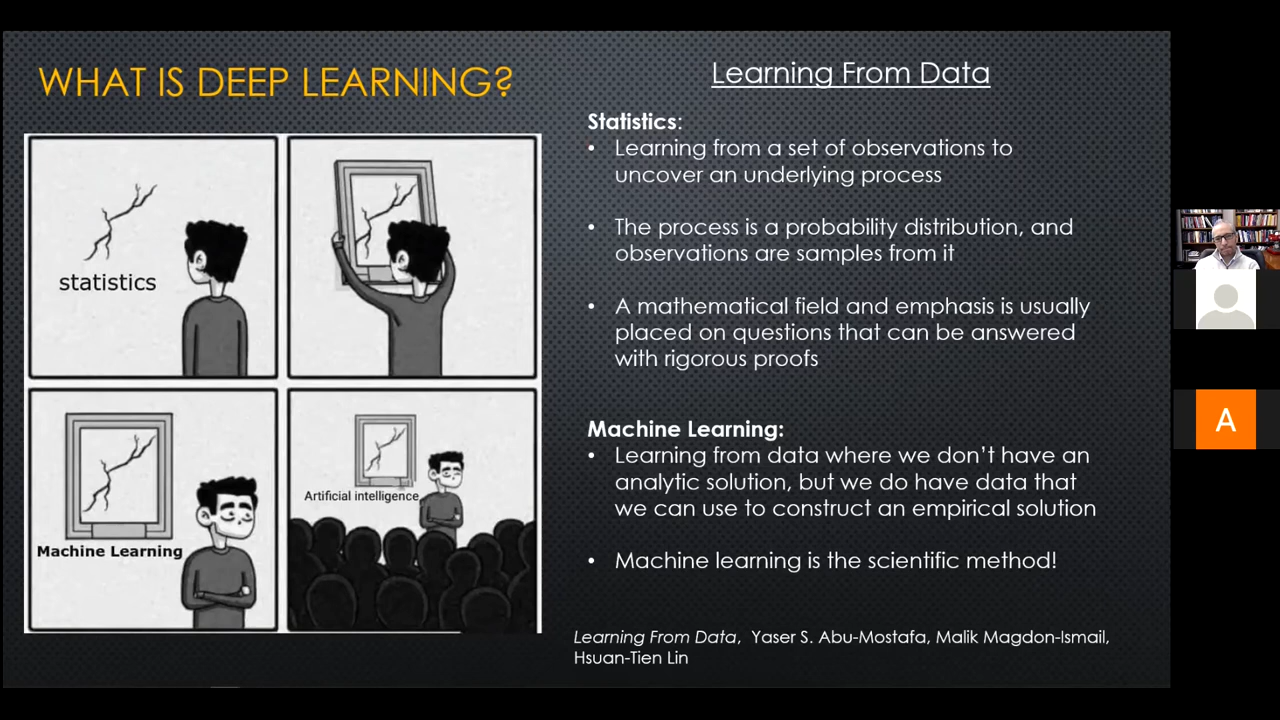 WHAT IS DEEP LEARNING?
statistics
Machine Learning
Artificial intelligence
Learning From Data
Statistics:
• Learning from a set of observations to
uncover an underlying process
• The process is a probability distribution, and
observations are samples from it
• A mathematical field and emphasis is usually
placed on questions that can be answered
with rigorous proofs
Machine Learning:
• Learning from data where we don't have an
analytic solution, but we do have data that
we can use to construct an empirical solution
• Machine learning is the scientific method!
Learning From Data, Yaser S. Abu-Mostafa, Malik Magdon-Ismail,
Hsuan-Tien Lin
A